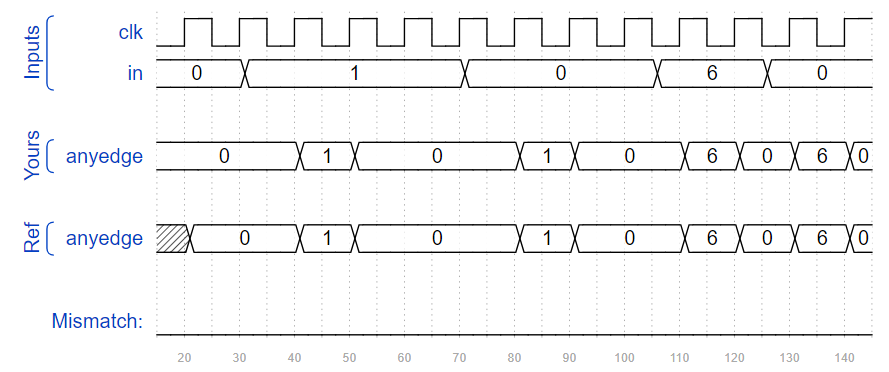 Inputs
clk
in 0 1 0 6 0
Yours
anyedge 0 1 0 1 0 6 0 6 0
Ref
anyedge 0 1 0 1 0 6 0 6 0
Mismatch:
20 30 40 50 60 70 80 90 100 110 120 130 140